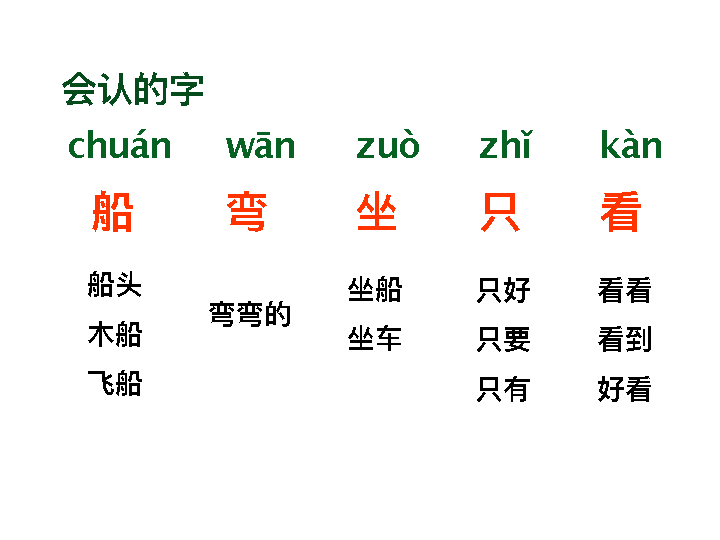 会认的字
chuán wān zuò zhǐ kàn
船 弯 坐 只 看
船头 坐船 只好 看看
弯弯的
木船 坐车 只要 看到
飞船 只有 好看